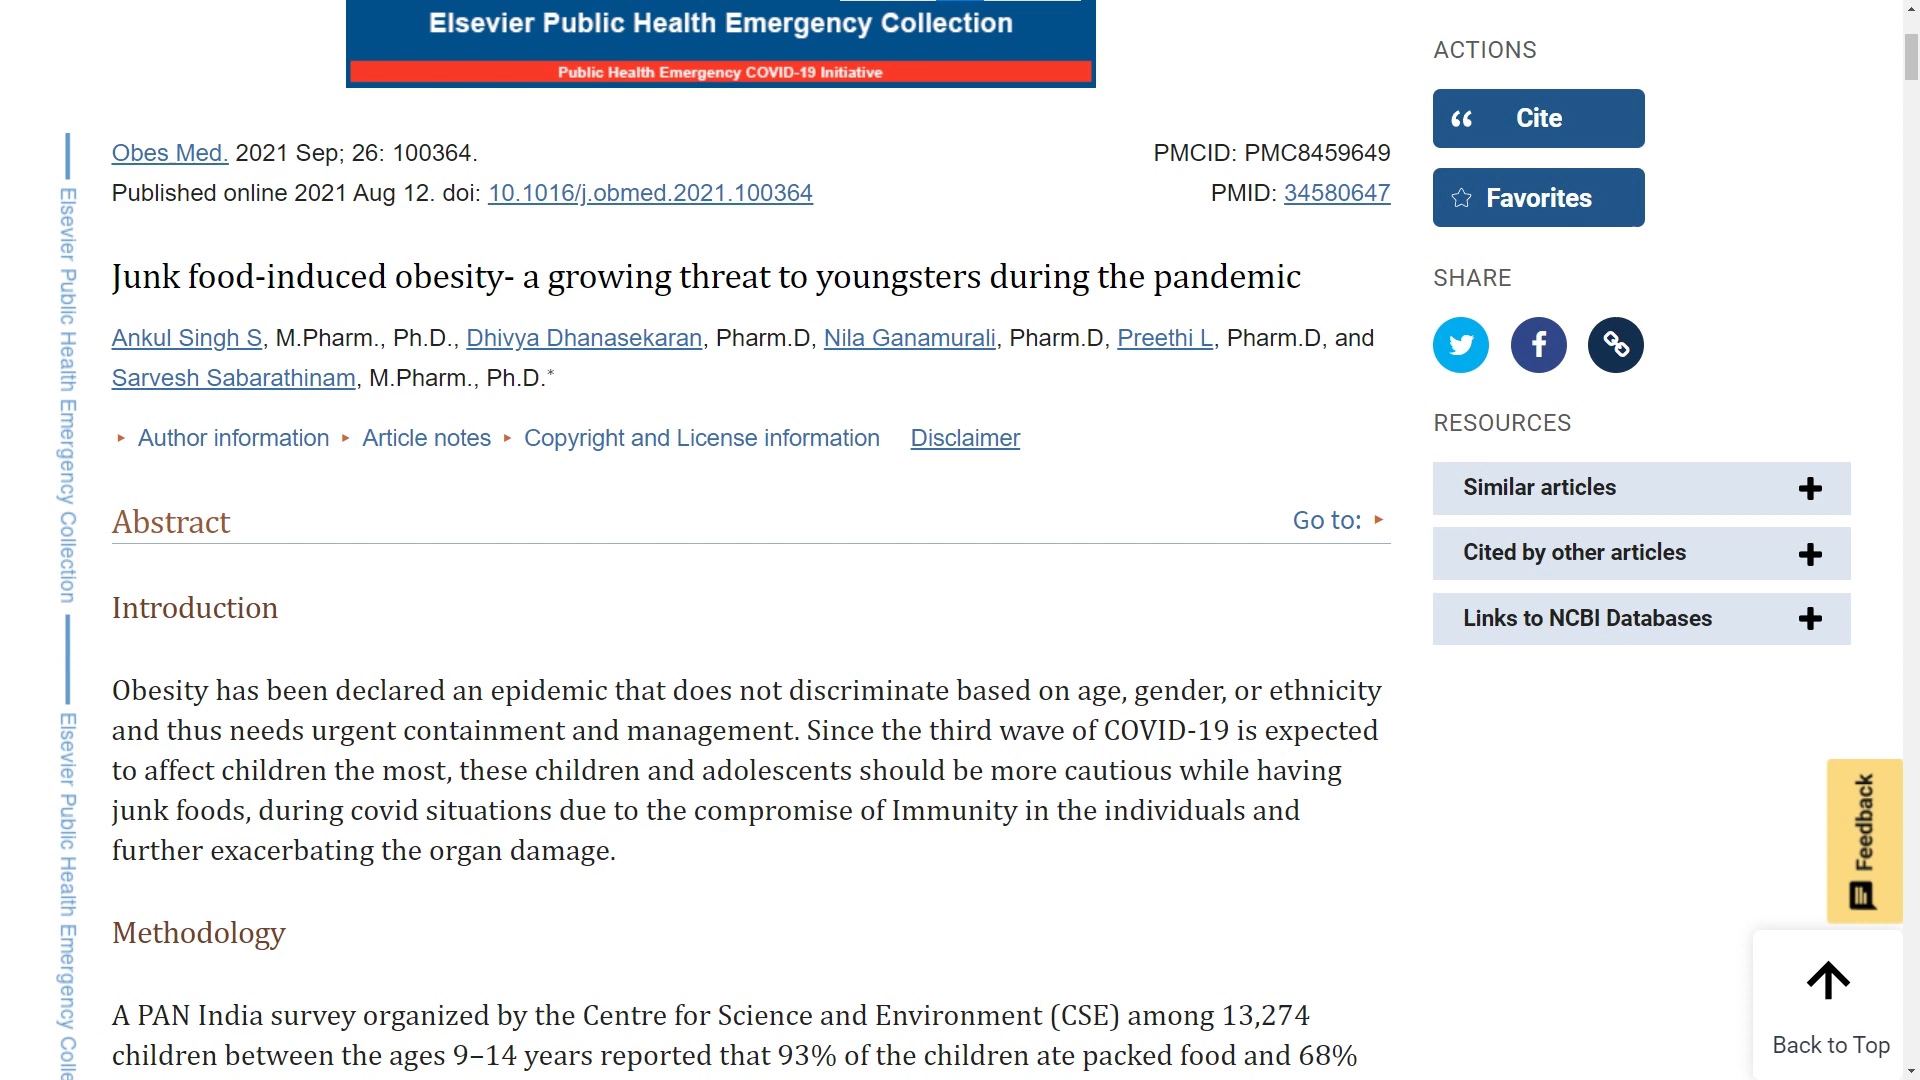 Elsevier Public Health Emergency Collection
Public Health Emergency COVID-19 Initiative
Obes Med. 2021 Sep; 26: 100364.
PMCID: PMC8459649
Published online 2021 Aug 12. doi: 10.1016/j.obmed.2021.100364
PMID: 34580647
Junk food-induced obesity- a growing threat to youngsters during the pandemic
Ankul Singh S, M.Pharm., Ph.D., Dhivya Dhanasekaran, Pharm.D, Nila Ganamurali, Pharm.D, Preethi L, Pharm.D, and
Sarvesh Sabarathinam, M.Pharm., Ph.D.*
Author information Article notes Copyright and License information Disclaimer
Abstract
Go to:
Introduction
Obesity has been declared an epidemic that does not discriminate based on age, gender, or ethnicity
and thus needs urgent containment and management. Since the third wave of COVID-19 is expected
to affect children the most, these children and adolescents should be more cautious while having
junk foods, during covid situations due to the compromise of Immunity in the individuals and
further exacerbating the organ damage.
Methodology
A PAN India survey organized by the Centre for Science and Environment (CSE) among 13,274
children between the ages 9–14 years reported that 93% of the children ate packed food and 68%
Elsevier Public Health Emergency Collection
Elsevier Public Health Emergency Colle
ACTIONS
Cite
Favorites
SHARE
RESOURCES
Similar articles
Cited by other articles
Links to NCBI Databases
Feedback
Back to Top